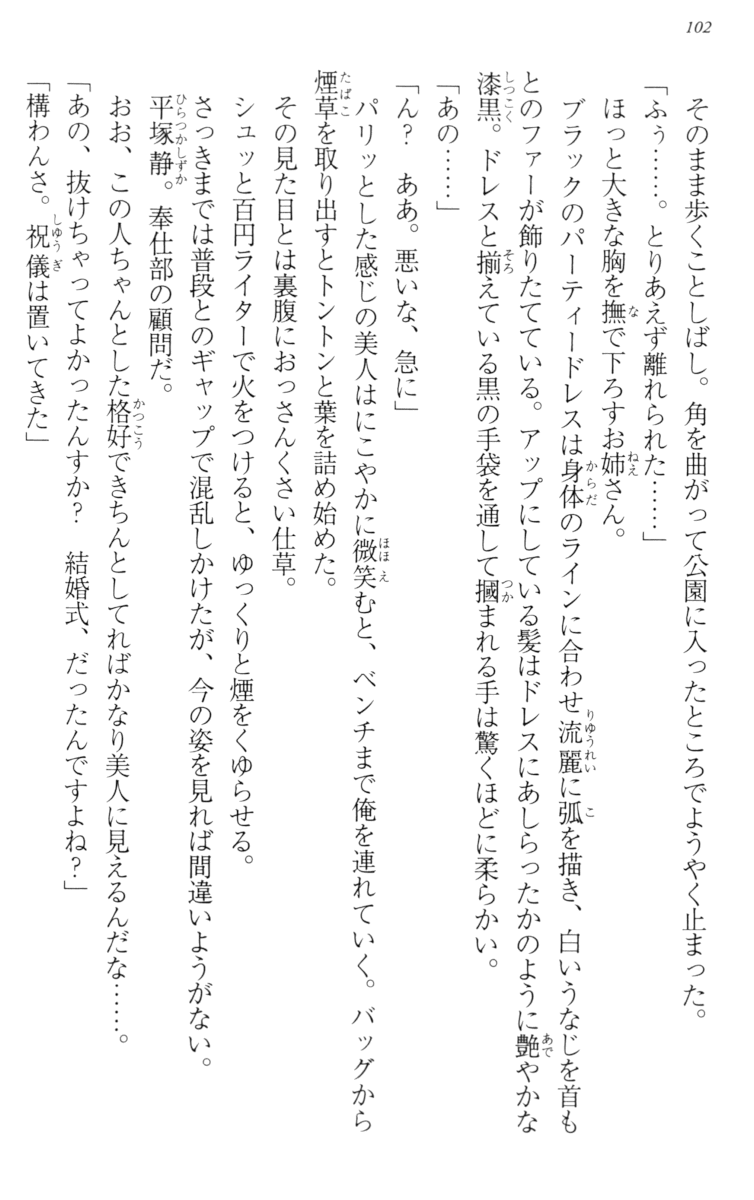 102
そのまま歩くことしばし。角を曲がって公園に入ったところでようやく止まった。
「ふぅ……。とりあえず離れられた……」
ほっと大きな胸を撫で下ろすお姉さん。
ブラックのパーティードレスは身体のラインに合わせ流麗に弧を描き、白いうなじを首も
とのファーが飾りたてている。アップにしている髪はドレスにあしらったかのように艶やかな
漆黒。ドレスと揃えている黒の手袋を通して摑まれる手は驚くほどに柔らかい。
「あの……」
「ん？　ああ。悪いな、急に」
パリッとした感じの美人はにこやかに微笑むと、ベンチまで俺を連れていく。バッグから
煙草を取り出すとトントンと葉を詰め始めた。
その見た目とは裏腹におっさんくさい仕草。
シュッと百円ライターで火をつけると、ゆっくりと煙をくゆらせる。
さっきまでは普段とのギャップで混乱しかけたが、今の姿を見れば間違いようがない。
平塚静。奉仕部の顧問だ。
おお、この人ちゃんとした格好できちんとしてればかなり美人に見えるんだな……。
「あの、抜けちゃってよかったんすか？　結婚式、だったんですよね？」
「構わんさ。祝儀は置いてきた」